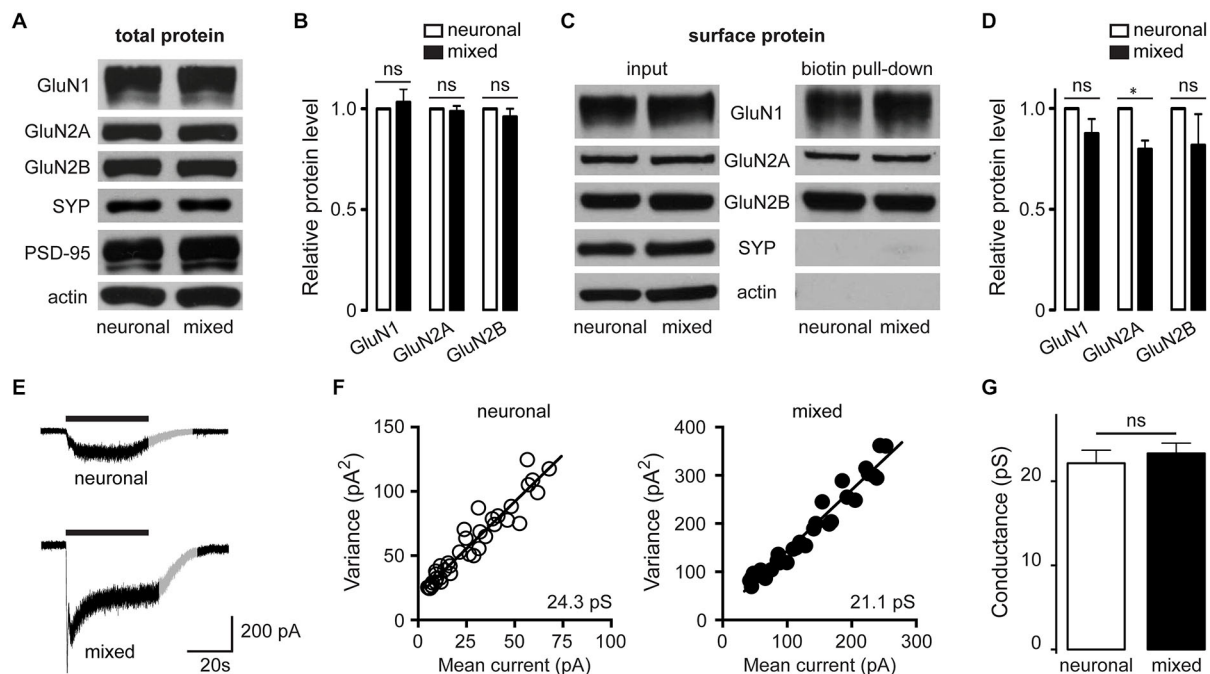 A
total protein
GluN1
GluN2A
GluN2B
SYP
PSD-95
actin
neuronal mixed
B
neuronal
mixed
ns
ns
ns
Relative protein level
1.0
0.5
0
GluN1
GluN2A
GluN2B
C
surface protein
input
biotin pull-down
GluN1
GluN2A
GluN2B
SYP
actin
neuronal mixed
neuronal mixed
D
neuronal
mixed
ns
*
ns
Relative protein level
1.0
0.5
0
GluN1
GluN2A
GluN2B
E
neuronal
mixed
200 pA
20s
F
neuronal
Variance (pA²)
150
100
50
0
0 25 50 75 100
Mean current (pA)
24.3 pS
mixed
Variance (pA²)
400
300
200
100
0
0 100 200 300
Mean current (pA)
21.1 pS
G
ns
Conductance (pS)
20
10
0
neuronal mixed